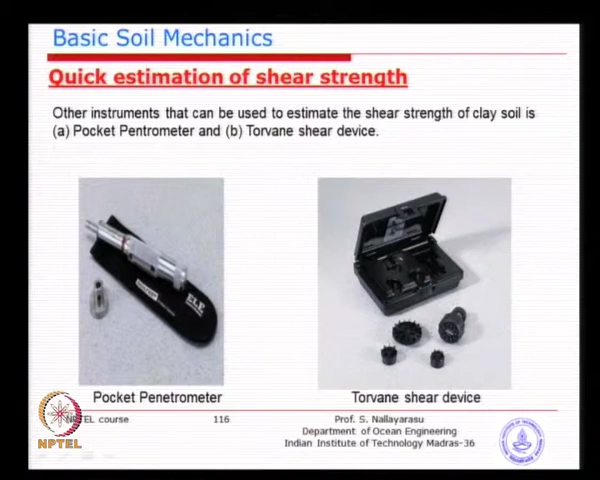 Basic Soil Mechanics
Quick estimation of shear strength
Other instruments that can be used to estimate the shear strength of clay soil is
(a) Pocket Pentrometer and (b) Torvane shear device.
ELE
Pocket Penetrometer
Torvane shear device
NPTEL course
116
Prof. S. Nallayarasu
Department of Ocean Engineering
Indian Institute of Technology Madras-36
NPTEL